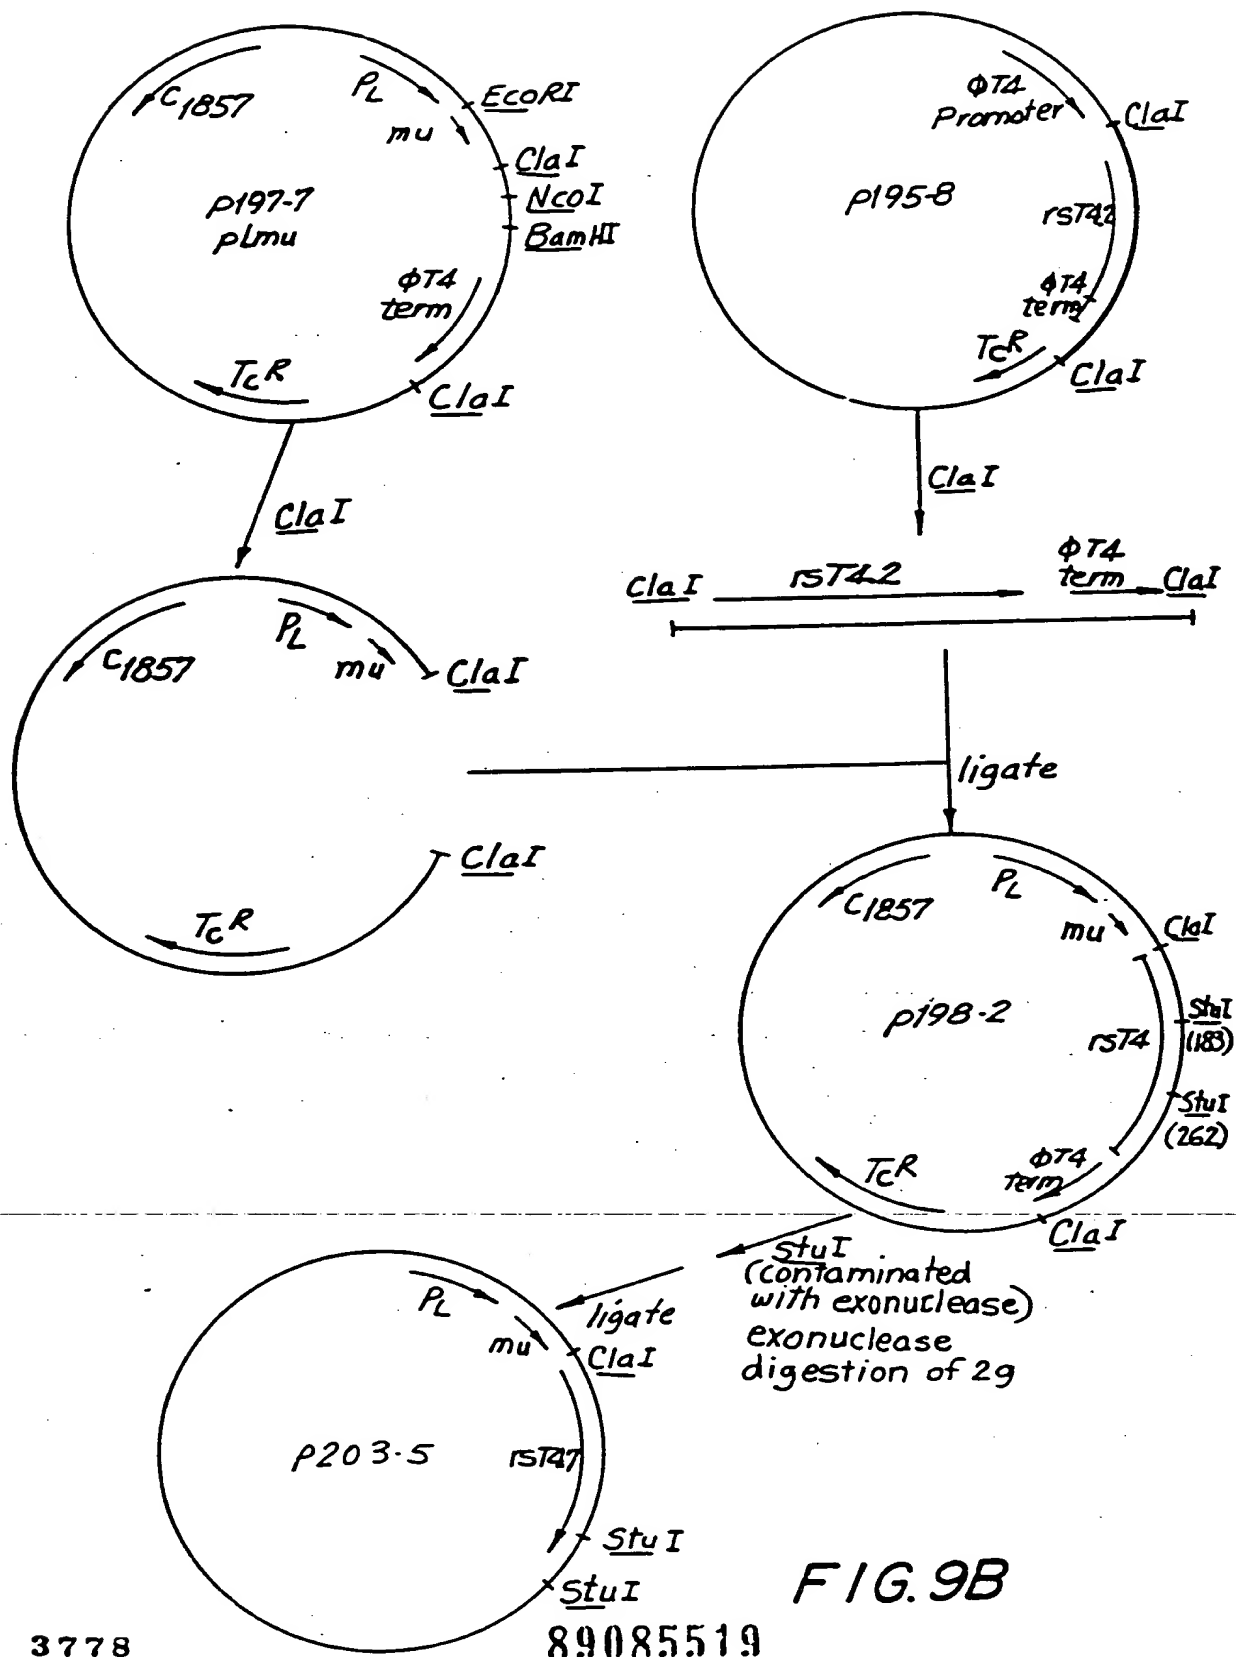 C1857
PL
mu
EcoRI
ClaI
NcoI
BamHI
p197-7
pLmu
ΦT4
term
TcR
ClaI
ΦT4
Promoter
ClaI
p195-8
rsT4.2
ΦT4
term
TcR
ClaI
ClaI
ClaI
ClaI
rsT4.2
ΦT4
term
ClaI
C1857
PL
mu
ClaI
ligate
ClaI
TcR
C1857
PL
mu
ClaI
p198-2
rsT4
StuI
(183)
StuI
(262)
TcR
ΦT4
term
ClaI
StuI
(contaminated
with exonuclease)
exonuclease
digestion of 2g
ligate
PL
mu
ClaI
p203-5
rsT4.7
StuI
StuI
FIG. 9B
3778
89085519